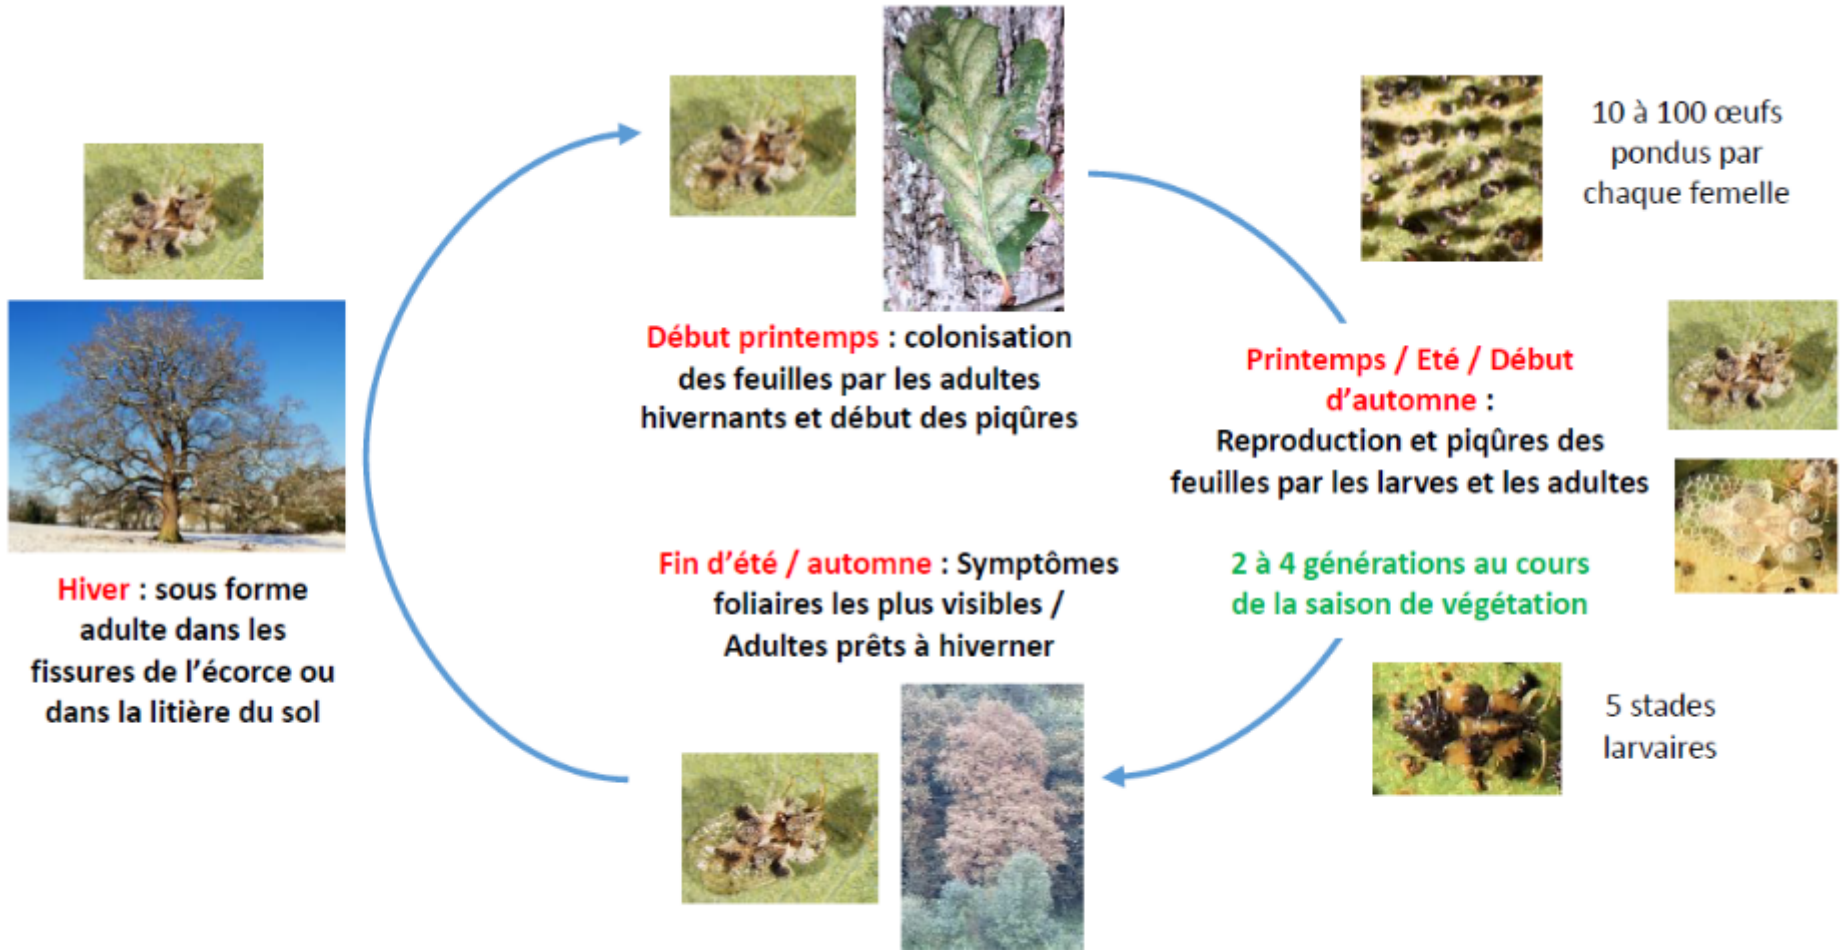 10 à 100 œufs
pondus par
chaque femelle
Début printemps : colonisation
des feuilles par les adultes
hivernants et début des piqûres
Printemps / Eté / Début
d'automne :
Reproduction et piqûres des
feuilles par les larves et les adultes
2 à 4 générations au cours
de la saison de végétation
5 stades
larvaires
Fin d'été / automne : Symptômes
foliaires les plus visibles /
Adultes prêts à hiverner
Hiver : sous forme
adulte dans les
fissures de l'écorce ou
dans la litière du sol